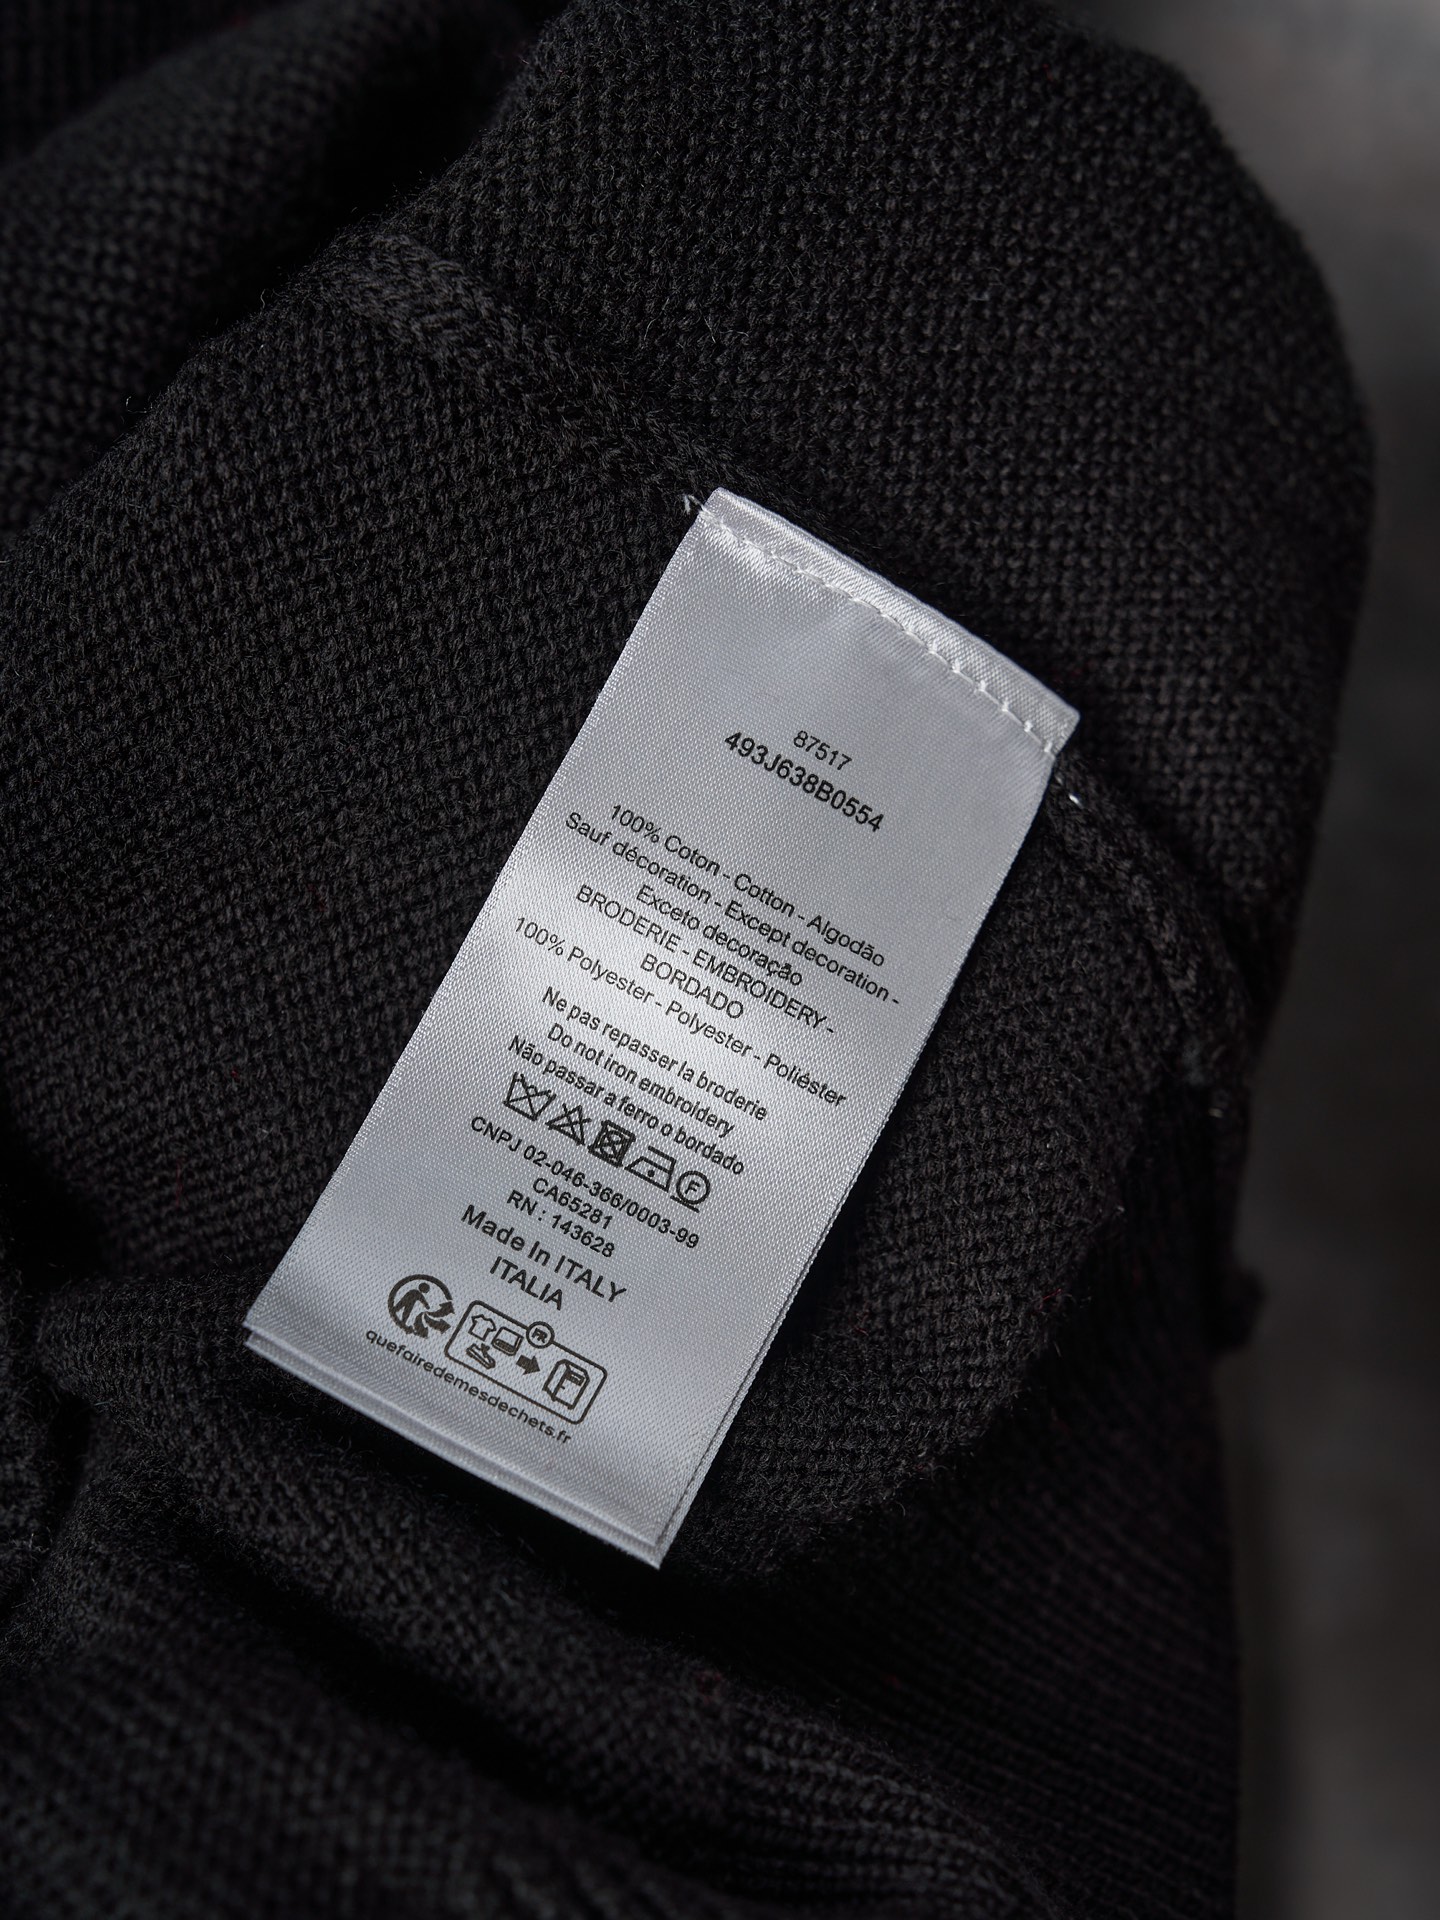 87517
493J638B0554
100% Coton - Cotton - Algodão
Sauf décoration - Except decoration -
Exceto decoração
BRODERIE - EMBROIDERY -
BORDADO
100% Polyester - Polyester - Poliéster
Ne pas repasser la broderie
Do not iron embroidery
Não passar a ferro o bordado
F
CNPJ 02-046-366/0003-99
CA65281
RN : 143628
Made In ITALY
ITALIA
FR
quefairedemesdechets.fr